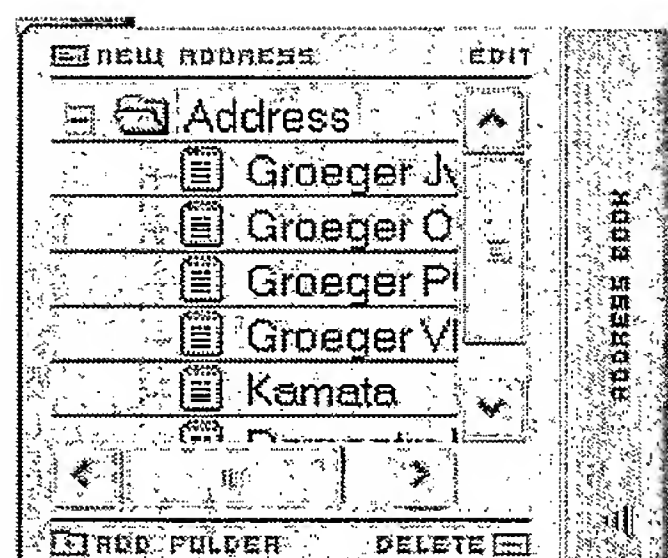 NEW ADDRESS EDIT
Address
Groeger
Groeger O
Groeger
Groeger
Kamata
ADD FOLDER DELETE
ADDRESS BOOK